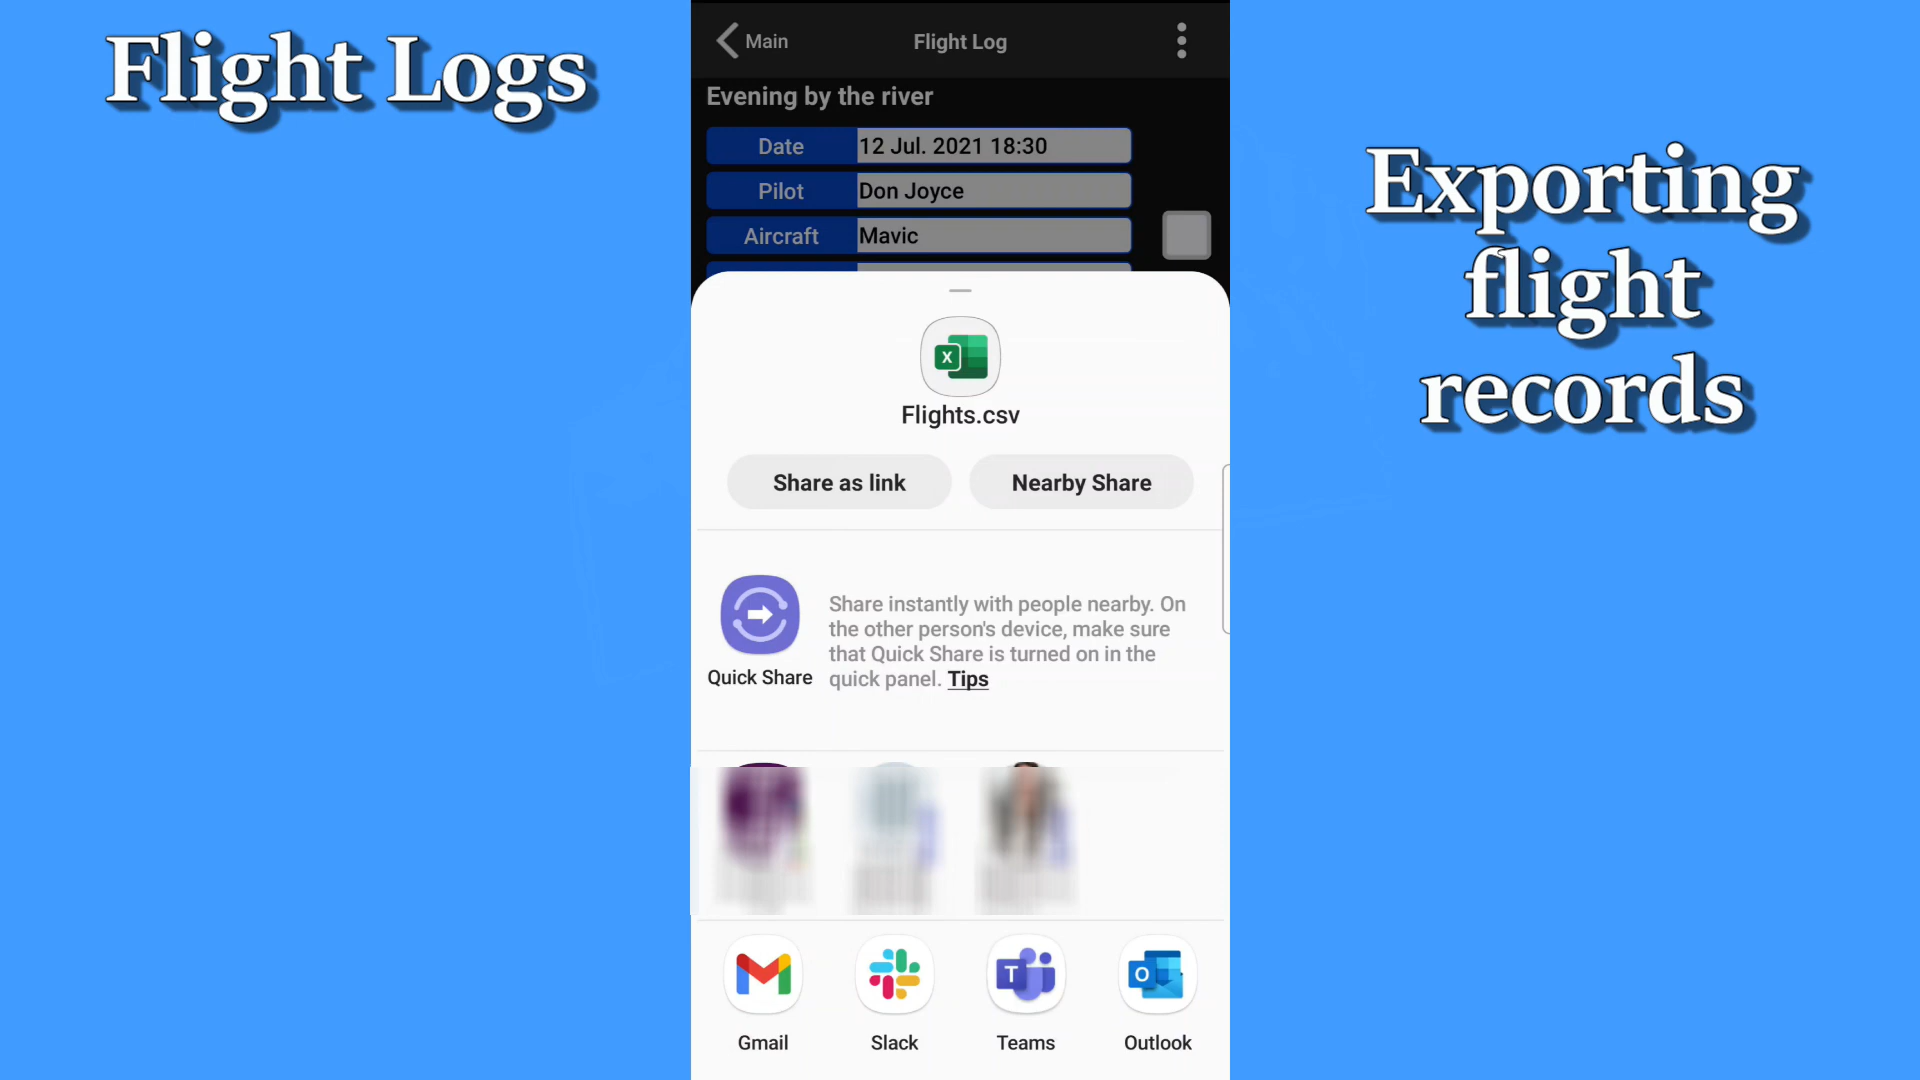 Flight Logs
Exporting
flight
records
Main
Flight Log
Evening by the river
Date
12 Jul. 2021 18:30
Pilot
Don Joyce
Aircraft
Mavic
X
Flights.csv
Share as link
Nearby Share
Quick Share
Share instantly with people nearby. On
the other person's device, make sure
that Quick Share is turned on in the
quick panel. Tips
T
O
Gmail
Slack
Teams
Outlook